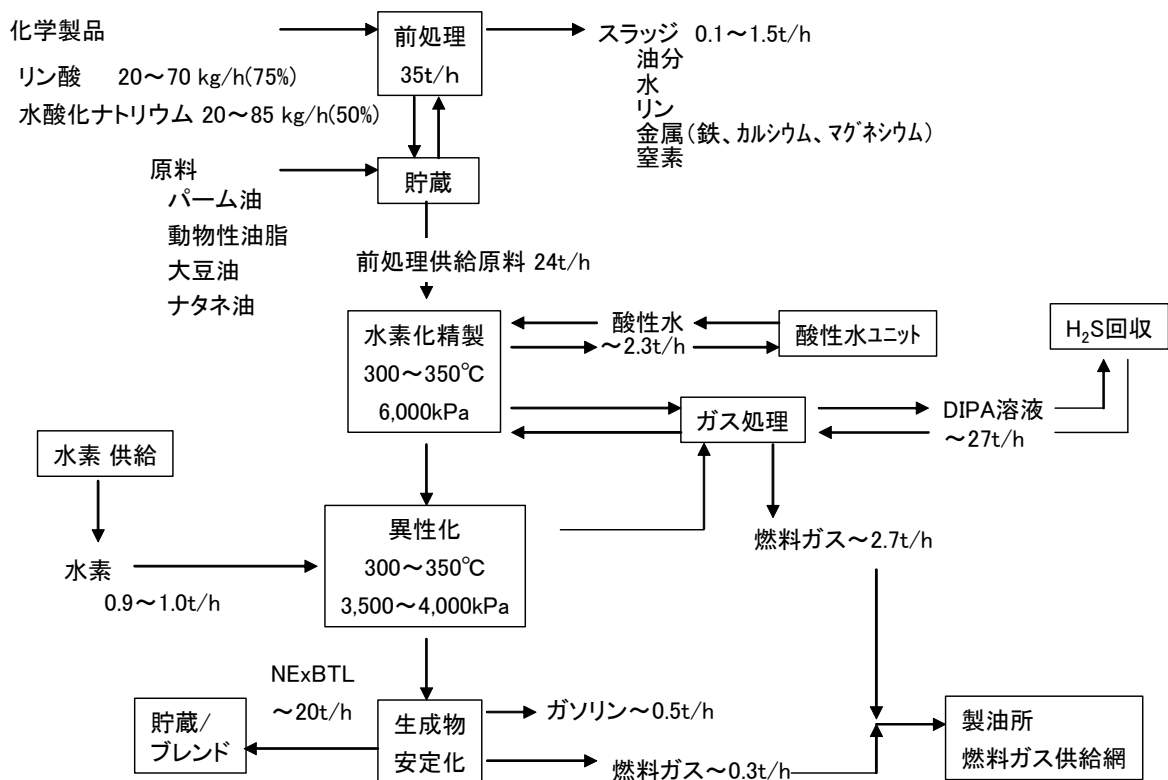 化学製品
前処理
35t/h
スラッジ 0.1～1.5t/h
油分
水
リン
金属(鉄、カルシウム、マグネシウム)
窒素
リン酸 20～70 kg/h(75%)
水酸化ナトリウム 20～85 kg/h(50%)
原料
パーム油
動物性油脂
大豆油
ナタネ油
貯蔵
前処理供給原料 24t/h
水素化精製
300～350℃
6,000kPa
酸性水
～2.3t/h
酸性水ユニット
H₂S回収
ガス処理
DIPA溶液
～27t/h
水素 供給
水素
0.9～1.0t/h
異性化
300～350℃
3,500～4,000kPa
燃料ガス～2.7t/h
NExBTL
～20t/h
貯蔵/
ブレンド
生成物
安定化
ガソリン～0.5t/h
燃料ガス～0.3t/h
製油所
燃料ガス供給網